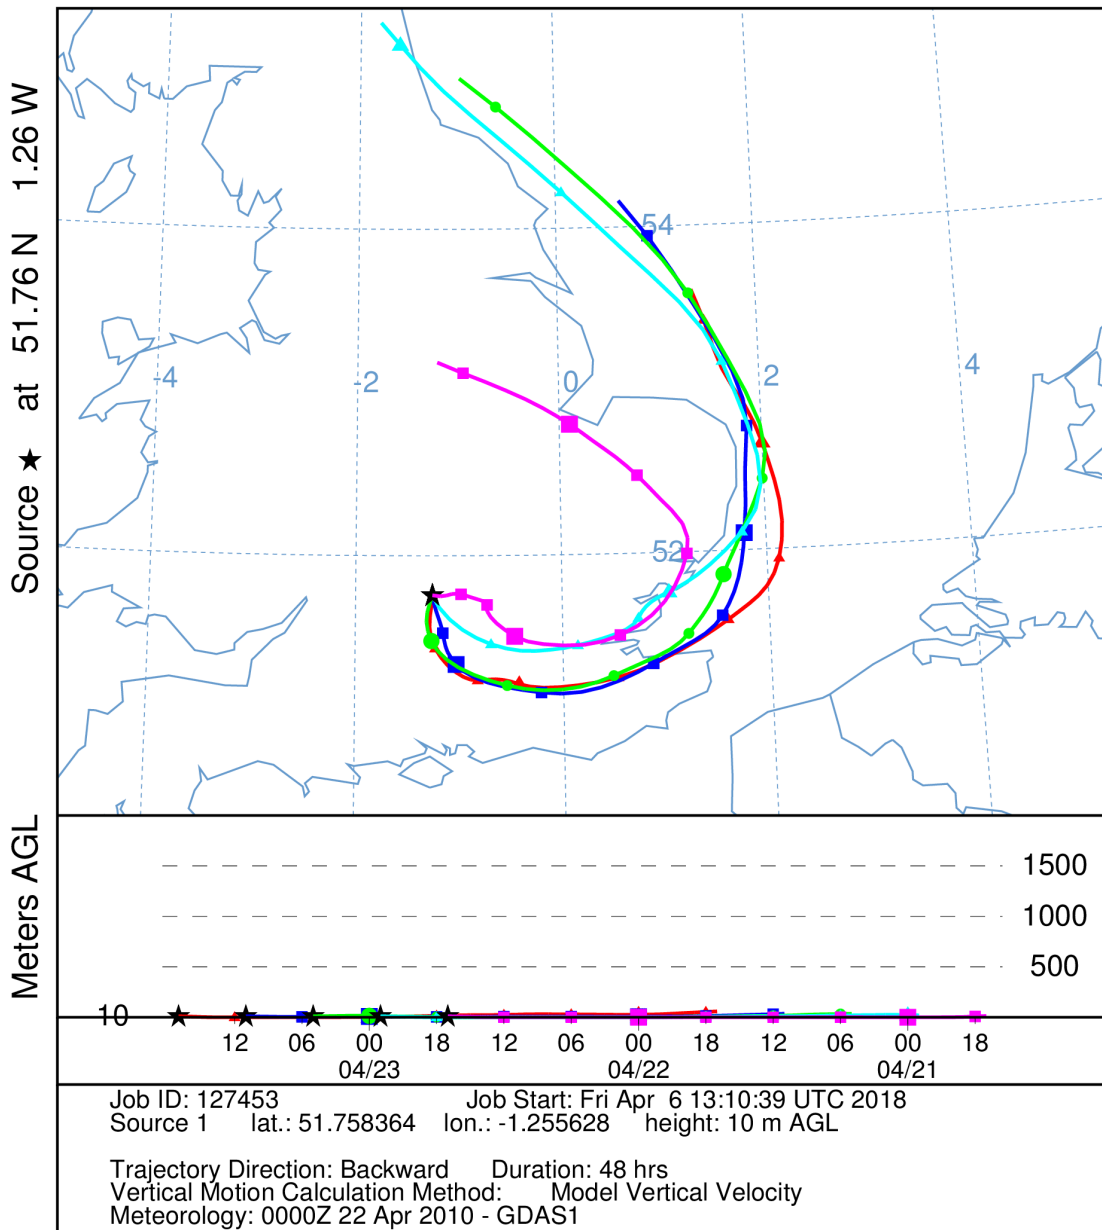 Source ★ at 51.76 N 1.26 W
54
-4
-2
0
2
4
52
Meters AGL
1500
1000
500
10
12 06 00 18 12 06 00 18 12 06 00 18
04/23 04/22 04/21
Job ID: 127453 Job Start: Fri Apr 6 13:10:39 UTC 2018
Source 1 lat.: 51.758364 lon.: -1.255628 height: 10 m AGL
Trajectory Direction: Backward Duration: 48 hrs
Vertical Motion Calculation Method: Model Vertical Velocity
Meteorology: 0000Z 22 Apr 2010 - GDAS1